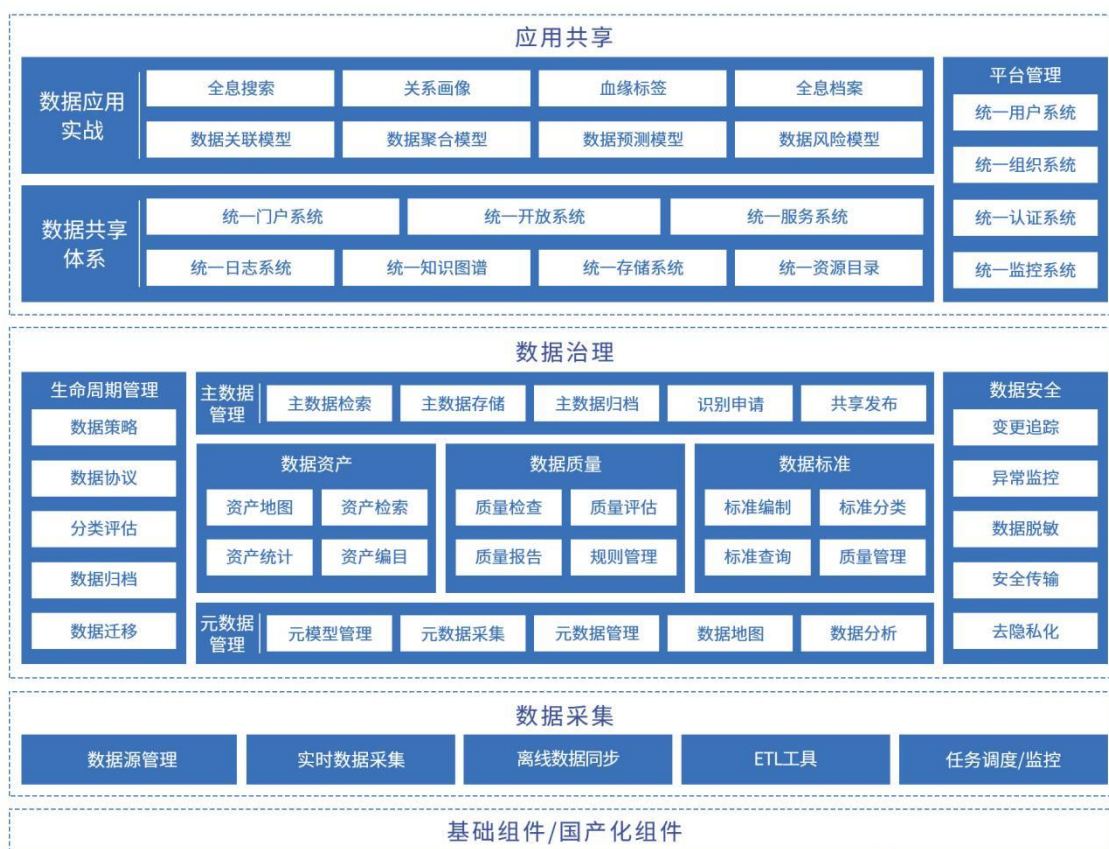 应用共享
数据应用
实战
全息搜索
关系画像
血缘标签
全息档案
数据关联模型
数据聚合模型
数据预测模型
数据风险模型
数据共享
体系
统一门户系统
统一开放系统
统一服务系统
统一日志系统
统一知识图谱
统一存储系统
统一资源目录
平台管理
统一用户系统
统一组织系统
统一认证系统
统一监控系统
数据治理
生命周期管理
数据策略
数据协议
分类评估
数据归档
数据迁移
主数据
管理
主数据检索
主数据存储
主数据归档
识别申请
共享发布
数据资产
资产地图
资产检索
资产统计
资产编目
数据质量
质量检查
质量评估
质量报告
规则管理
数据标准
标准编制
标准分类
标准查询
质量管理
元数据
管理
元模型管理
元数据采集
元数据管理
数据地图
数据分析
数据安全
变更追踪
异常监控
数据脱敏
安全传输
去隐私化
数据采集
数据源管理
实时数据采集
离线数据同步
ETL工具
任务调度/监控
基础组件/国产化组件